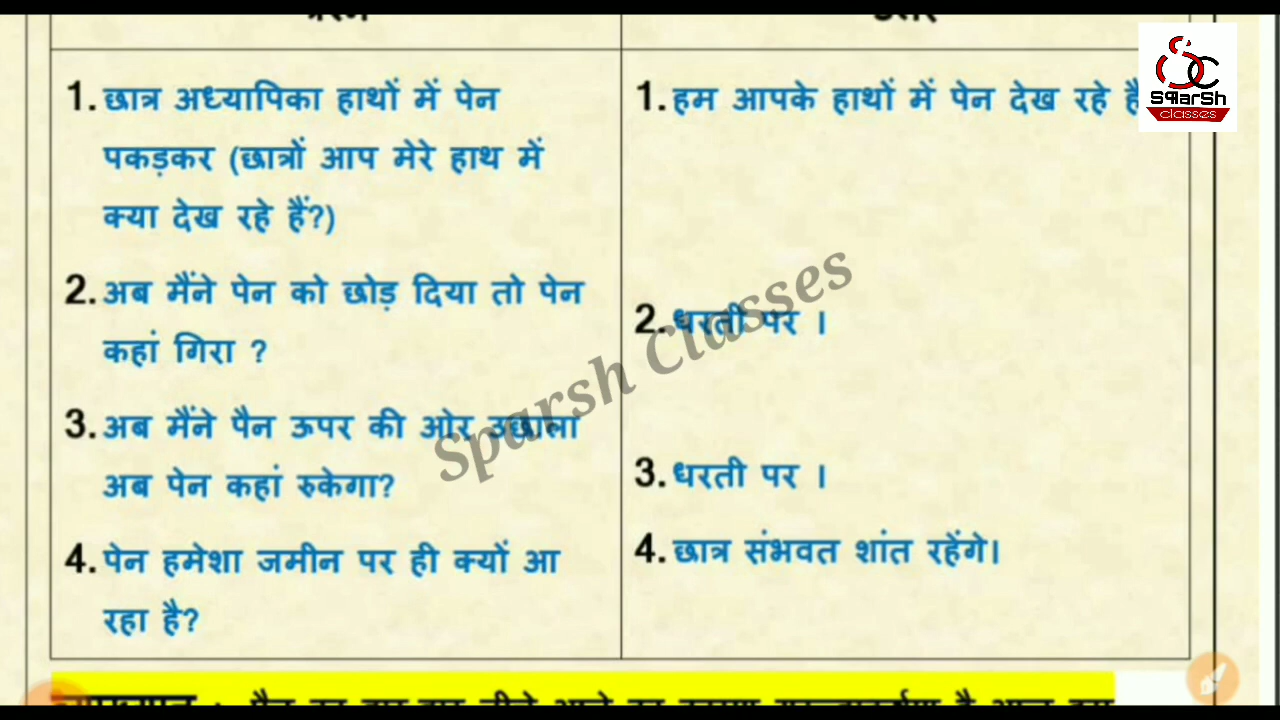 1. छात्र अध्यापिका हाथों में पेन
पकड़कर (छात्रों आप मेरे हाथ में
क्या देख रहे हैं?)
2. अब मैंने पेन को छोड़ दिया तो पेन
कहां गिरा ?
3. अब मैंने पैन ऊपर की ओर उछाला
अब पेन कहां रुकेगा?
4. पेन हमेशा जमीन पर ही क्यों आ
रहा है?
1. हम आपके हाथों में पेन देख रहे
2. धरती पर ।
3. धरती पर ।
4. छात्र संभवत शांत रहेंगे।
Sparsh Classes
SparSh
classes